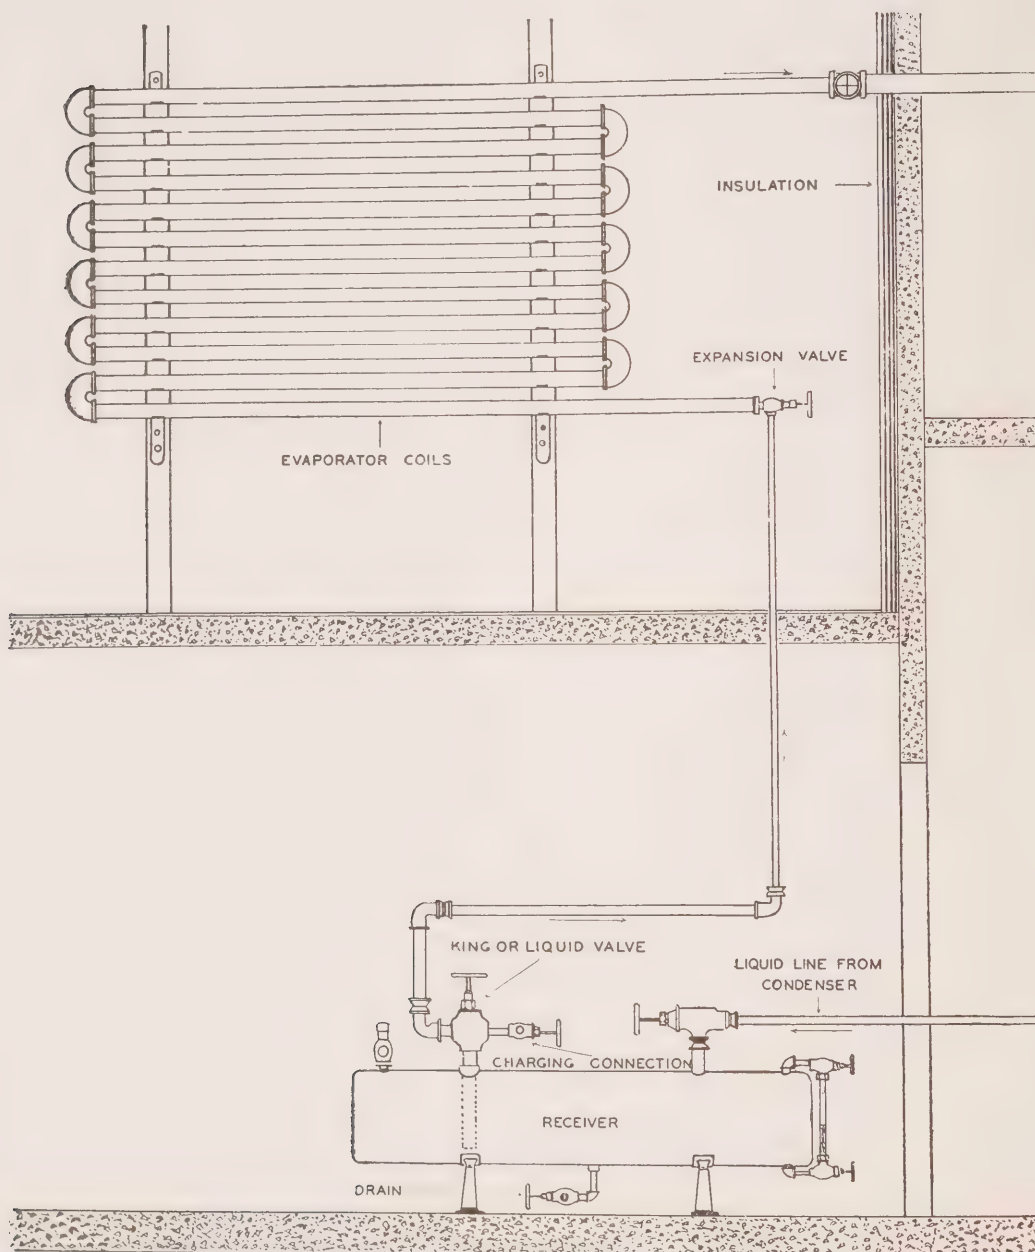 INSULATION
EXPANSION VALVE
EVAPORATOR COILS
KING OR LIQUID VALVE
LIQUID LINE FROM
CONDENSER
CHARGING CONNECTION
RECEIVER
DRAIN